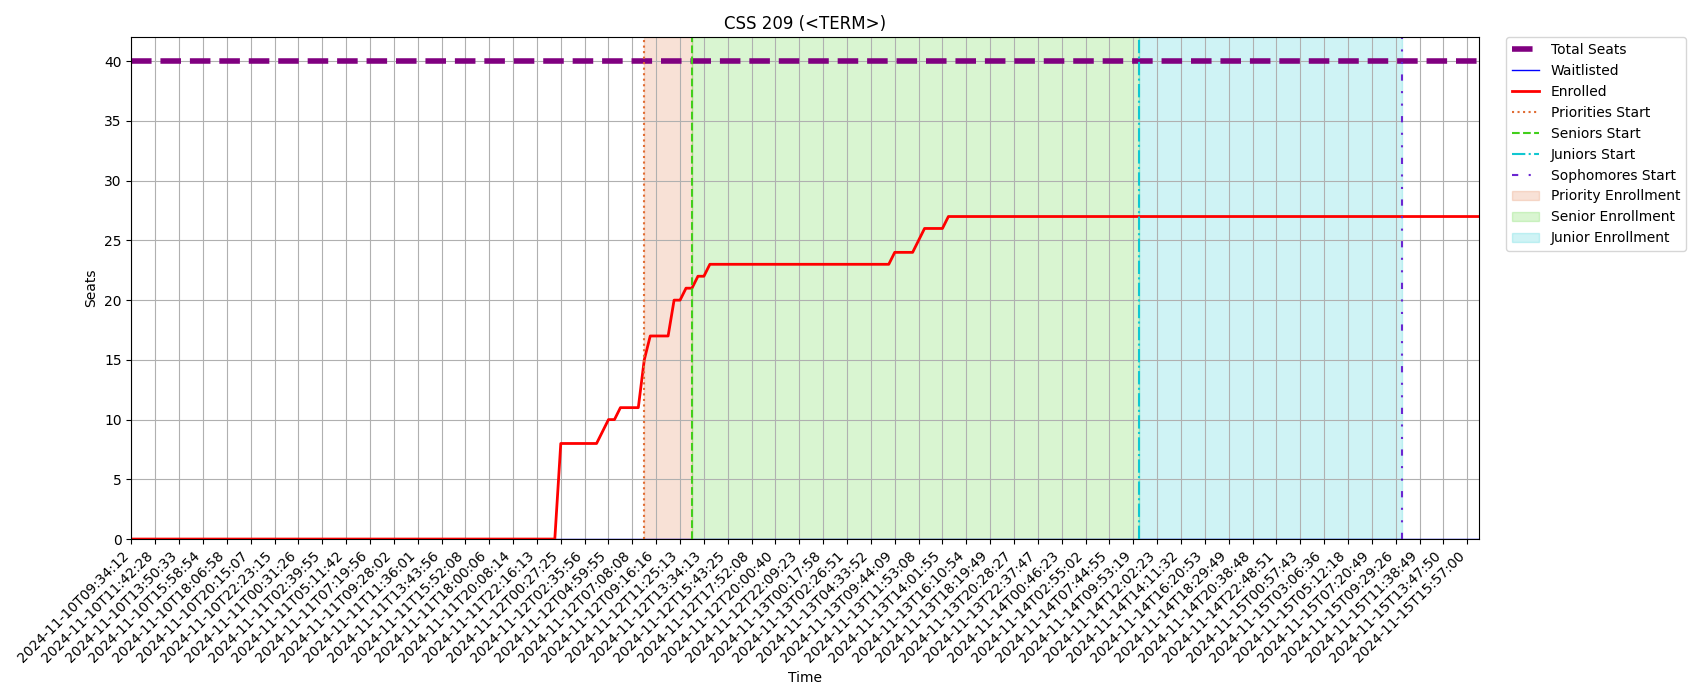 CSS 209 (<TERM>)
Total Seats
Waitlisted
Enrolled
Priorities Start
Seniors Start
Juniors Start
Sophomores Start
Priority Enrollment
Senior Enrollment
Junior Enrollment
Seats
40
35
30
25
20
15
10
5
0
2024-11-10T09:34:12
2024-11-10T11:42:28
2024-11-10T13:50:33
2024-11-10T15:58:54
2024-11-10T18:06:58
2024-11-10T20:15:07
2024-11-10T22:23:15
2024-11-11T00:31:26
2024-11-11T02:39:55
2024-11-11T05:11:42
2024-11-11T07:19:56
2024-11-11T09:28:02
2024-11-11T11:36:01
2024-11-11T13:43:56
2024-11-11T15:52:08
2024-11-11T18:00:06
2024-11-11T20:08:14
2024-11-11T22:16:13
2024-11-12T00:27:25
2024-11-12T02:35:56
2024-11-12T04:59:55
2024-11-12T07:08:08
2024-11-12T09:16:16
2024-11-12T11:25:13
2024-11-12T13:34:13
2024-11-12T15:43:25
2024-11-12T17:52:08
2024-11-12T20:00:40
2024-11-12T22:09:23
2024-11-13T00:17:58
2024-11-13T02:26:51
2024-11-13T04:33:52
2024-11-13T09:44:09
2024-11-13T11:53:08
2024-11-13T14:01:55
2024-11-13T16:10:54
2024-11-13T18:19:49
2024-11-13T20:28:27
2024-11-13T22:37:47
2024-11-14T00:46:23
2024-11-14T02:55:02
2024-11-14T07:44:55
2024-11-14T09:53:19
2024-11-14T12:02:23
2024-11-14T14:11:32
2024-11-14T16:20:53
2024-11-14T18:29:49
2024-11-14T20:38:48
2024-11-14T22:48:51
2024-11-15T00:57:43
2024-11-15T03:06:36
2024-11-15T05:12:18
2024-11-15T07:20:49
2024-11-15T09:29:26
2024-11-15T11:38:49
2024-11-15T13:47:50
2024-11-15T15:57:00
Time